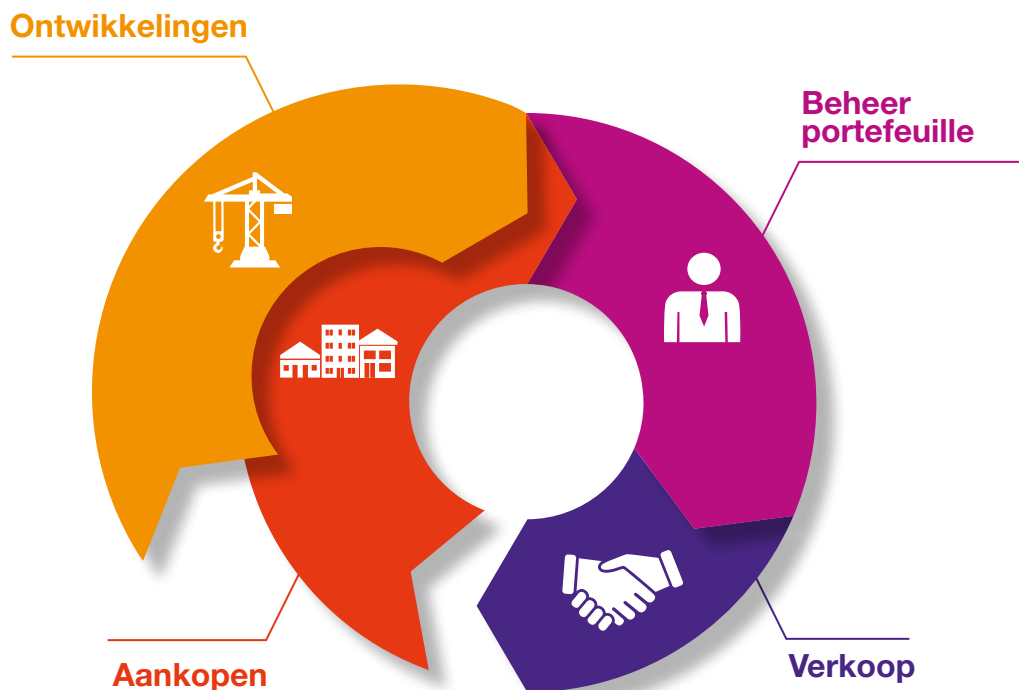 Ontwikkelingen
Beheer
portefeuille
Aankopen
Verkoop